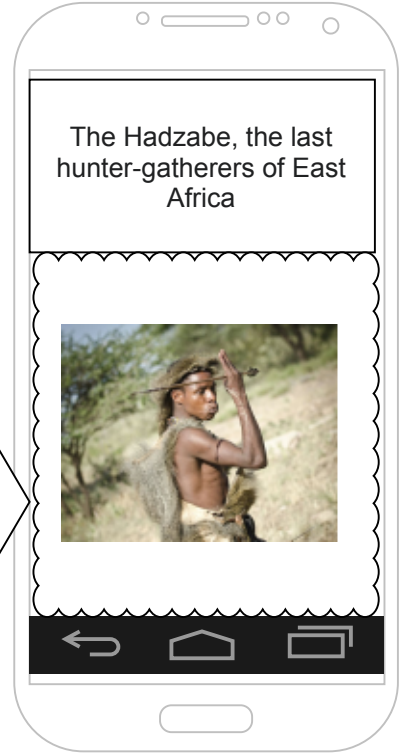 The Hadzabe, the last
hunter-gatherers of East
Africa